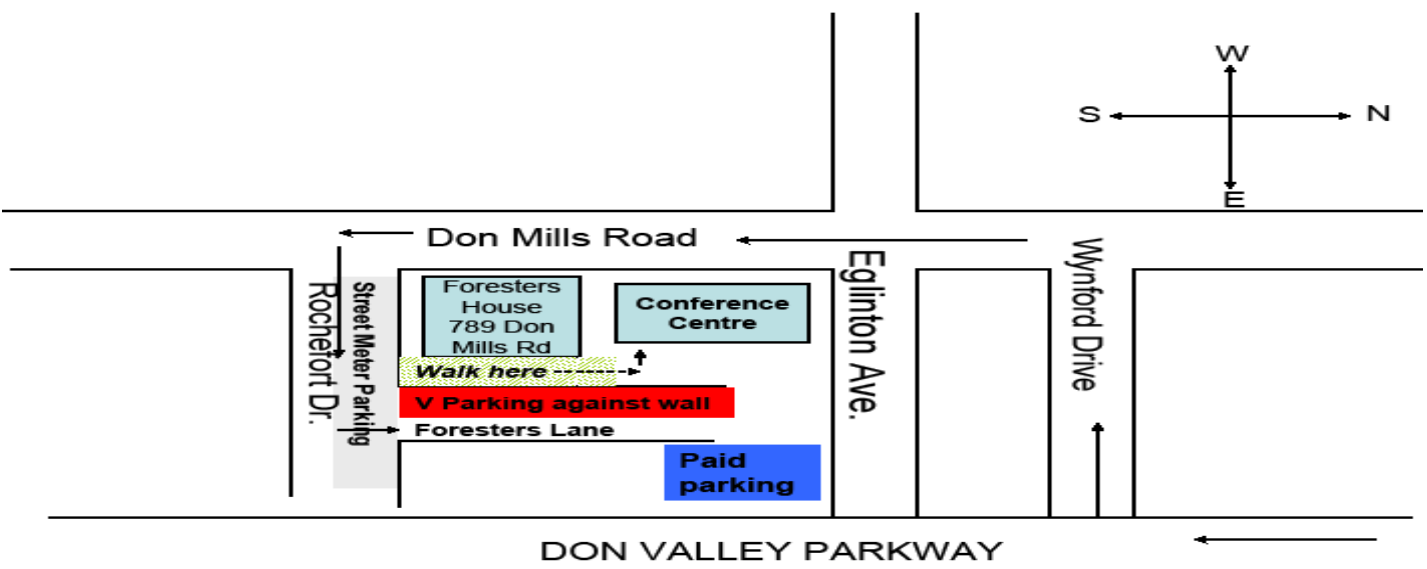 W
S
N
E
Don Mills Road
Wynford Drive
Eglinton Ave.
Rochefort Dr.
Street Meter Parking
Foresters
House
789 Don
Mills Rd
Conference
Centre
Walk here
V Parking against wall
Foresters Lane
Paid
parking
DON VALLEY PARKWAY